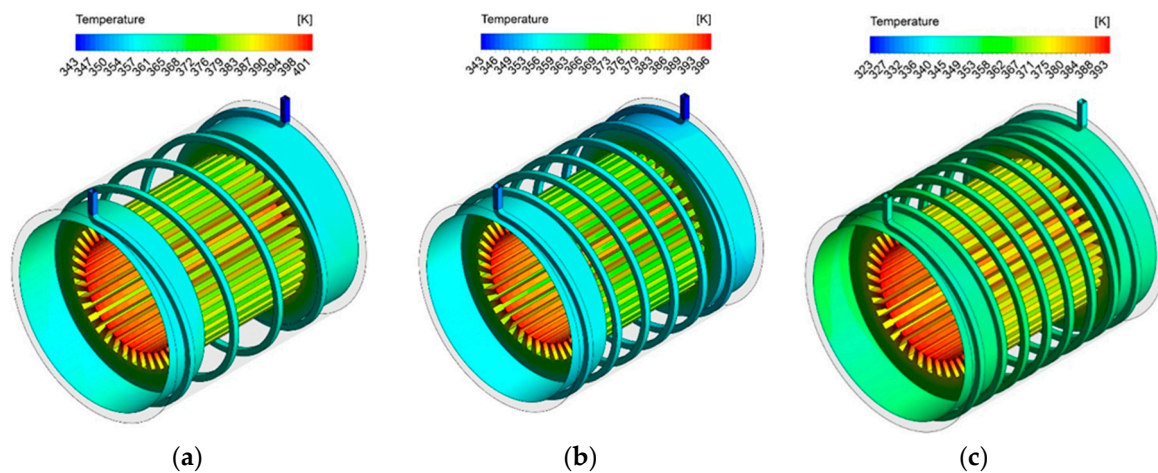 Temperature [K]
343 347 350 354 357 361 365 368 372 376 379 383 387 390 394 398 401
(a)
Temperature [K]
343 346 349 353 356 359 363 366 369 373 376 379 383 386 389 393 396
(b)
Temperature [K]
323 327 332 336 340 345 349 353 358 362 367 371 375 380 384 388 393
(c)